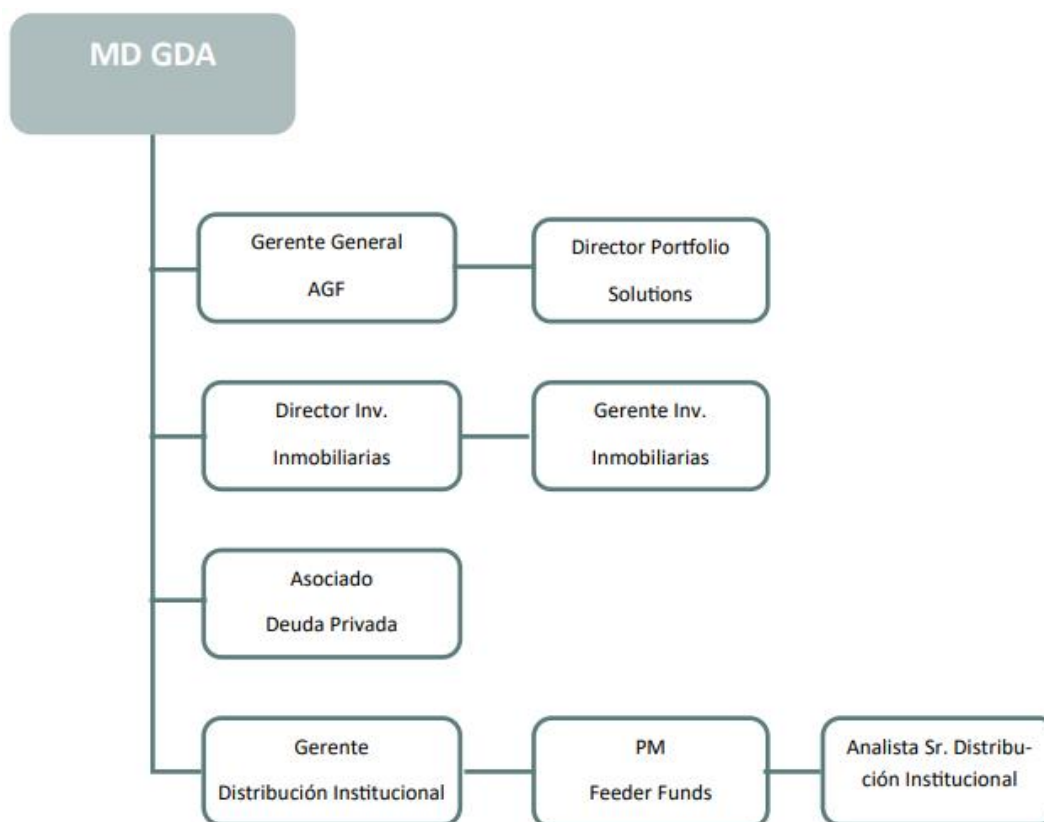 MD GDA
Gerente General
AGF
Director Portfolio
Solutions
Director Inv.
Inmobiliarias
Gerente Inv.
Inmobiliarias
Asociado
Deuda Privada
Gerente
Distribución Institucional
PM
Feeder Funds
Analista Sr. Distribu-
ción Institucional